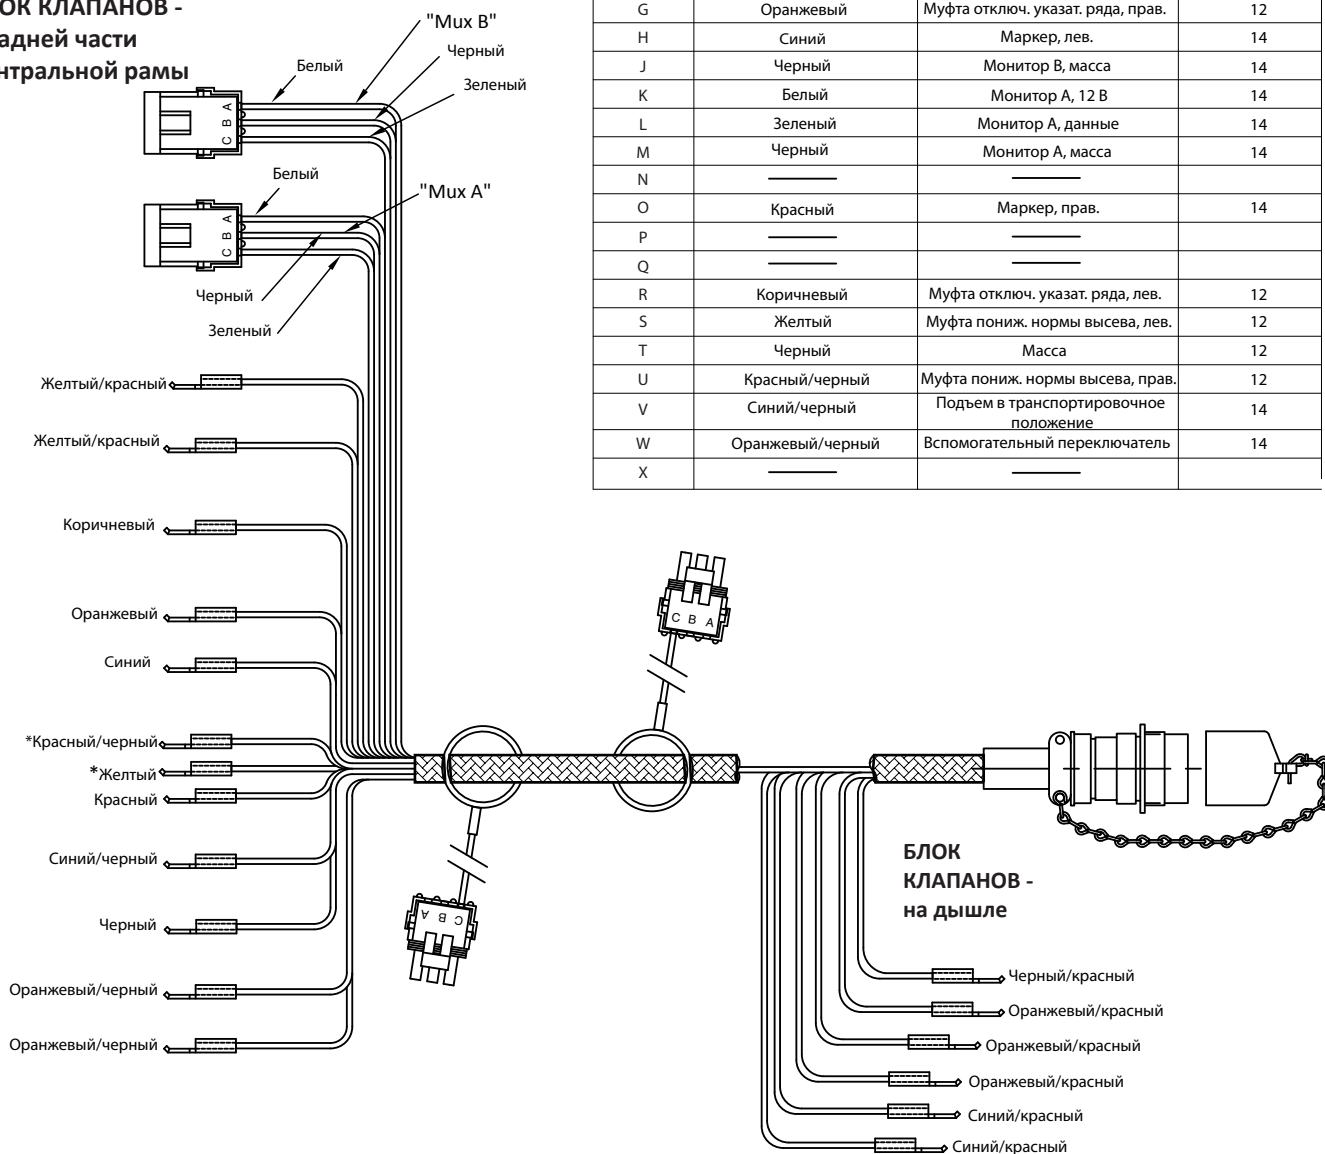 ОК КЛАПАНОВ -
адней части
нтральной рамы
"Mux B"
Черный
Белый
Зеленый
A
B
C
Белый
"Mux A"
A
B
C
Черный
Зеленый
G Оранжевый Муфта отключ. указат. ряда, прав. 12
H Синий Маркер, лев. 14
J Черный Монитор B, масса 14
K Белый Монитор A, 12 В 14
L Зеленый Монитор A, данные 14
M Черный Монитор A, масса 14
N
O Красный Маркер, прав. 14
P
Q
R Коричневый Муфта отключ. указат. ряда, лев. 12
S Желтый Муфта пониж. нормы высева, лев. 12
T Черный Масса 12
U Красный/черный Муфта пониж. нормы высева, прав. 12
V Синий/черный Подъем в транспортировочное 14
положение
W Оранжевый/черный Вспомогательный переключатель 14
X
Желтый/красный
Желтый/красный
Коричневый
Оранжевый
Синий
*Красный/черный
*Желтый
Красный
Синий/черный
Черный
Оранжевый/черный
Оранжевый/черный
C B A
C B A
БЛОК
КЛАПАНОВ -
на дышле
Черный/красный
Оранжевый/красный
Оранжевый/красный
Оранжевый/красный
Синий/красный
Синий/красный